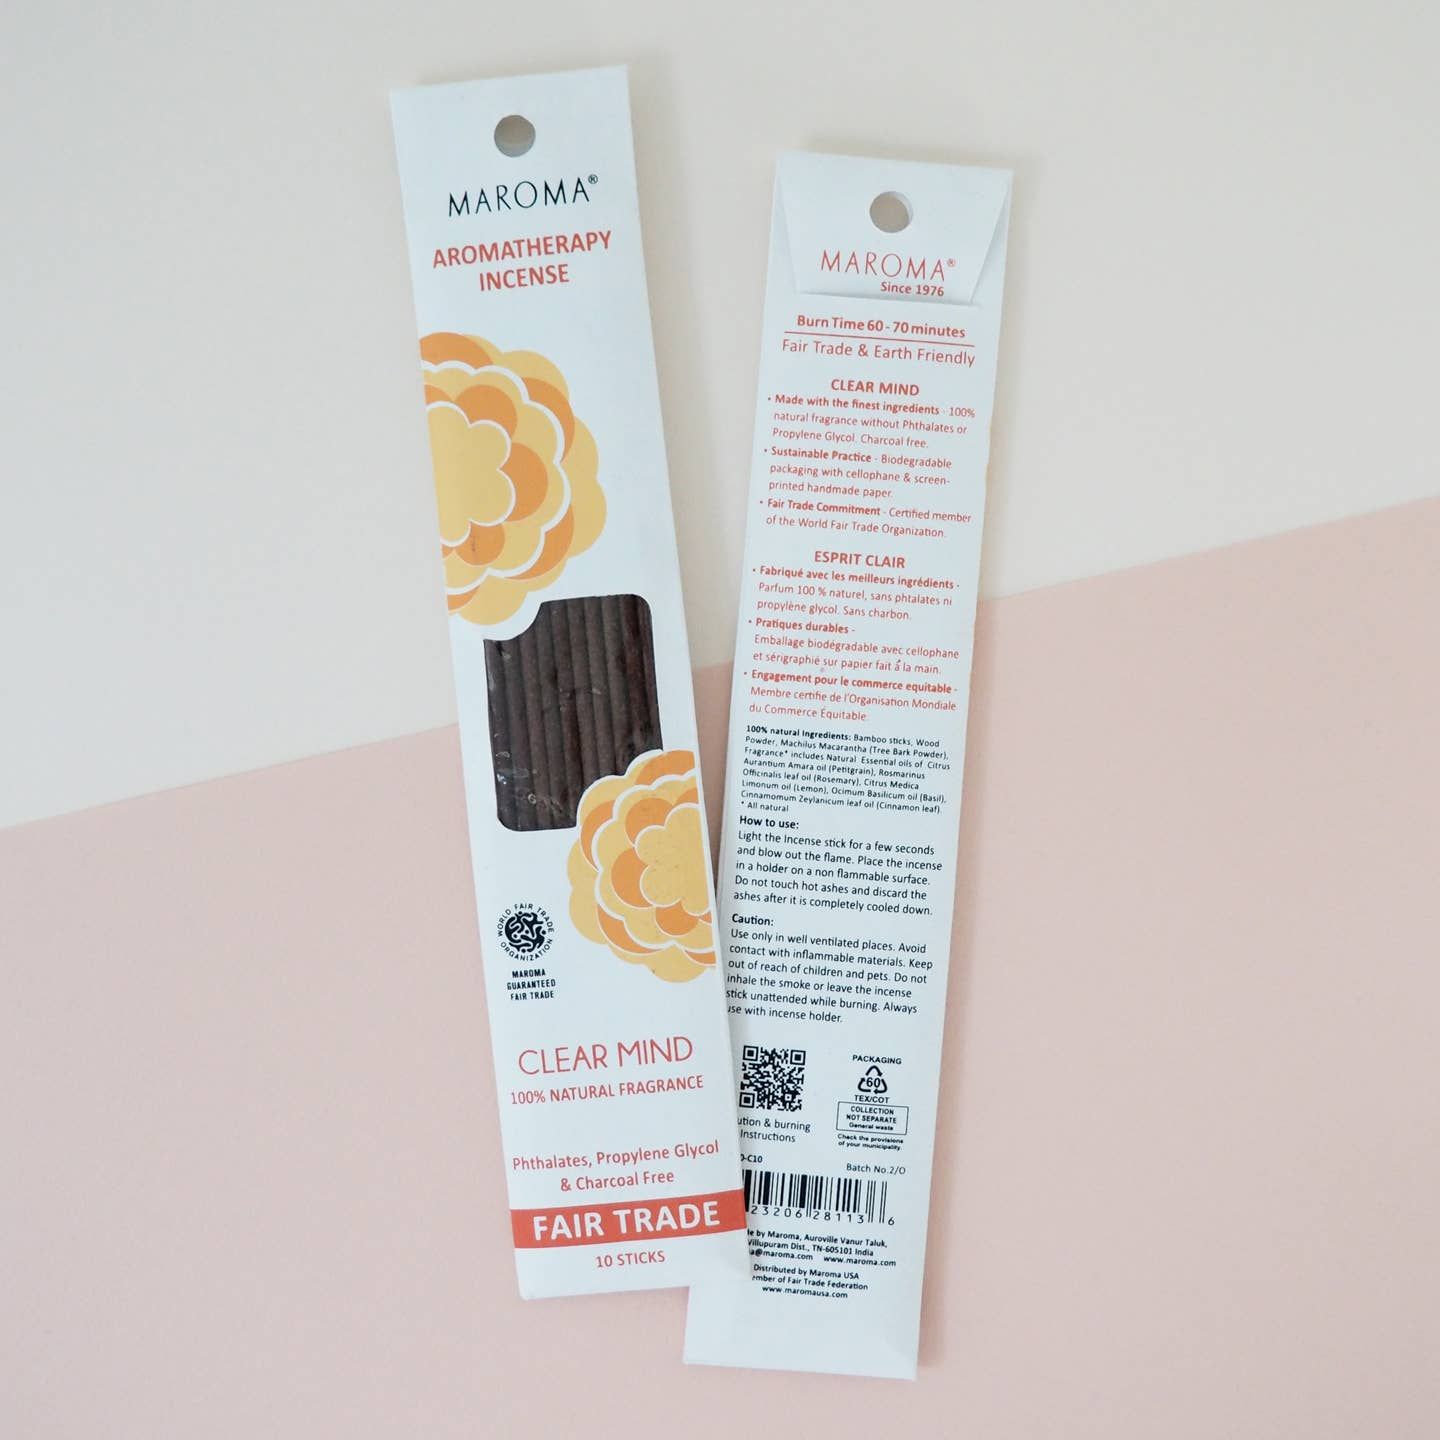 MAROMA®
AROMATHERAPY
INCENSE
WORLD FAIR TRADE
ORGANIZATION
MAROMA
GUARANTEED
FAIR TRADE
CLEAR MIND
100% NATURAL FRAGRANCE
Phthalates, Propylene Glycol
& Charcoal Free
FAIR TRADE
10 STICKS
MAROMA®
Since 1976
Burn Time 60 - 70 minutes
Fair Trade & Earth Friendly
CLEAR MIND
• Made with the finest ingredients - 100%
natural fragrance without Phthalates or
Propylene Glycol. Charcoal free.
• Sustainable Practice - Biodegradable
packaging with cellophane & screen-
printed handmade paper.
• Fair Trade Commitment - Certified member
of the World Fair Trade Organization.
ESPRIT CLAIR
• Fabriqué avec les meilleurs ingrédients -
Parfum 100 % naturel, sans phtalates ni
propylène glycol. Sans charbon.
• Pratiques durables -
Emballage biodégradable avec cellophane
et sérigraphié sur papier fait à la main.
• Engagement pour le commerce equitable -
Membre certifie de l'Organisation Mondiale
du Commerce Équitable.
100% natural Ingredients: Bamboo sticks, Wood
Powder, Machilus Macarantha (Tree Bark Powder),
Fragrance* includes Natural Essential oils of Citrus
Aurantium Amara oil (Petitgrain), Rosmarinus
Officinalis leaf oil (Rosemary), Citrus Medica
Limonum oil (Lemon), Ocimum Basilicum oil (Basil),
Cinnamomum Zeylanicum leaf oil (Cinnamon leaf).
* All natural
How to use:
Light the Incense stick for a few seconds
and blow out the flame. Place the incense
in a holder on a non flammable surface.
Do not touch hot ashes and discard the
ashes after it is completely cooled down.
Caution:
Use only in well ventilated places. Avoid
contact with inflammable materials. Keep
out of reach of children and pets. Do not
inhale the smoke or leave the incense
stick unattended while burning. Always
use with incense holder.
PACKAGING
60
TEX/COT
COLLECTION
NOT SEPARATE
General waste
Check the provisions
of your municipality.
& burning
Instructions
-C10
Batch No.2/O
23206 28113 6
by Maroma, Auroville Vanur Taluk,
Villupuram Dist., TN-605101 India
@maroma.com www.maroma.com
Distributed by Maroma USA
of Fair Trade Federation
www.maromausa.com